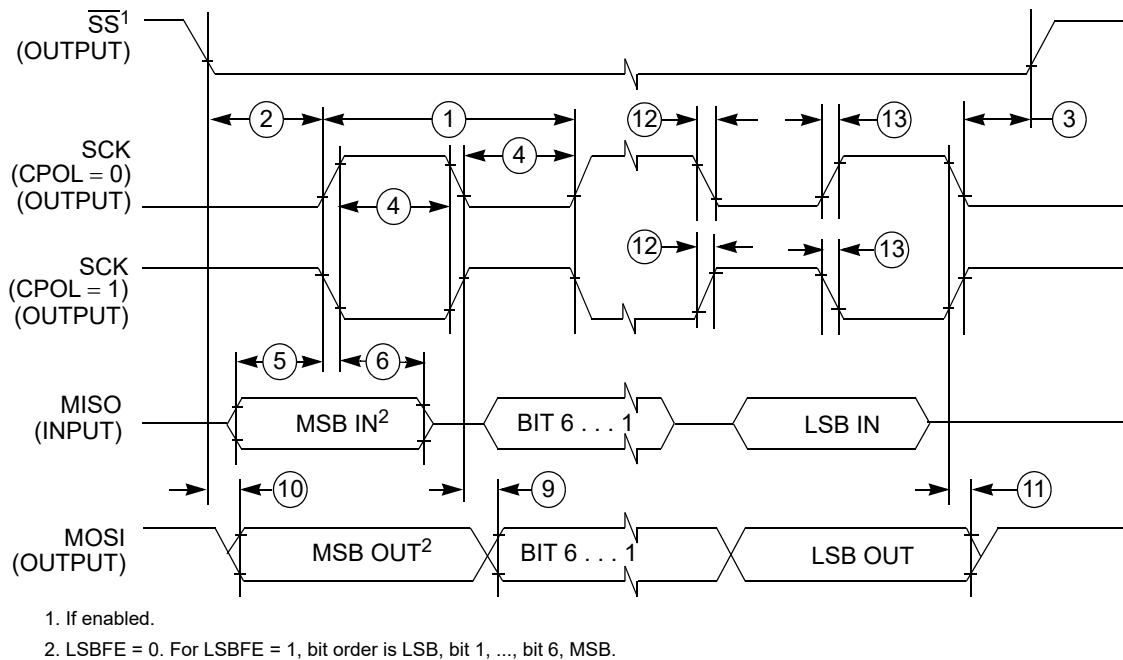 SS¹
(OUTPUT)
2
1
12
13
3
SCK
(CPOL = 0)
(OUTPUT)
4
4
12
13
SCK
(CPOL = 1)
(OUTPUT)
5
6
MISO
(INPUT)
MSB IN²
BIT 6 . . . 1
LSB IN
10
9
11
MOSI
(OUTPUT)
MSB OUT²
BIT 6 . . . 1
LSB OUT
1. If enabled.
2. LSBFE = 0. For LSBFE = 1, bit order is LSB, bit 1, ..., bit 6, MSB.